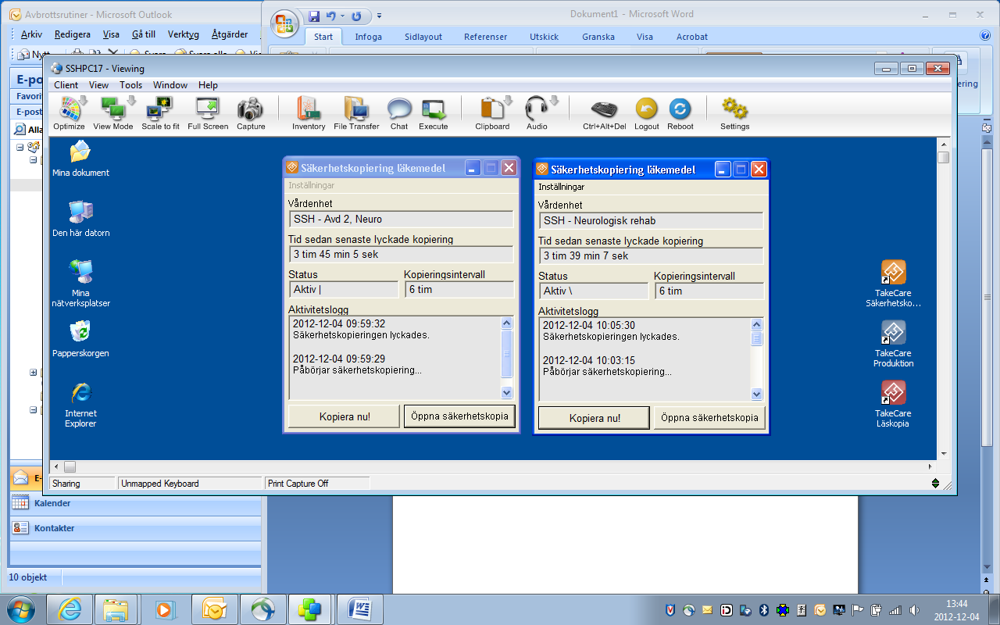 Avbrottsrutiner - Microsoft Outlook
Dokument1 - Microsoft Word
Arkiv Redigera Visa Gå till Verktyg Åtgärder
Start Infoga Sidlayout Referenser Utskick Granska Visa Acrobat
SSHPC17 - Viewing
Client View Tools Window Help
Optimize View Mode Scale to fit Full Screen Capture Inventory File Transfer Chat Execute Clipboard Audio Ctrl+Alt+Del Logout Reboot Settings
Mina dokument
Den här datorn
Mina
nätverksplatser
Papperskorgen
Internet
Explorer
Säkerhetskopiering läkemedel
Inställningar
Vårdenhet
SSH - Avd 2, Neuro
Tid sedan senaste lyckade kopiering
3 tim 45 min 5 sek
Status Kopieringsintervall
Aktiv | 6 tim
Aktivitetslogg
2012-12-04 09:59:32
Säkerhetskopieringen lyckades.
2012-12-04 09:59:29
Påbörjar säkerhetskopiering...
Kopiera nu! Öppna säkerhetskopia
Säkerhetskopiering läkemedel
Inställningar
Vårdenhet
SSH - Neurologisk rehab
Tid sedan senaste lyckade kopiering
3 tim 39 min 7 sek
Status Kopieringsintervall
Aktiv \ 6 tim
Aktivitetslogg
2012-12-04 10:05:30
Säkerhetskopieringen lyckades.
2012-12-04 10:03:15
Påbörjar säkerhetskopiering...
Kopiera nu! Öppna säkerhetskopia
TakeCare
Säkerhetsko...
TakeCare
Produktion
TakeCare
Läskopia
Sharing Unmapped Keyboard Print Capture Off
Kalender
Kontakter
10 objekt
13:44
2012-12-04